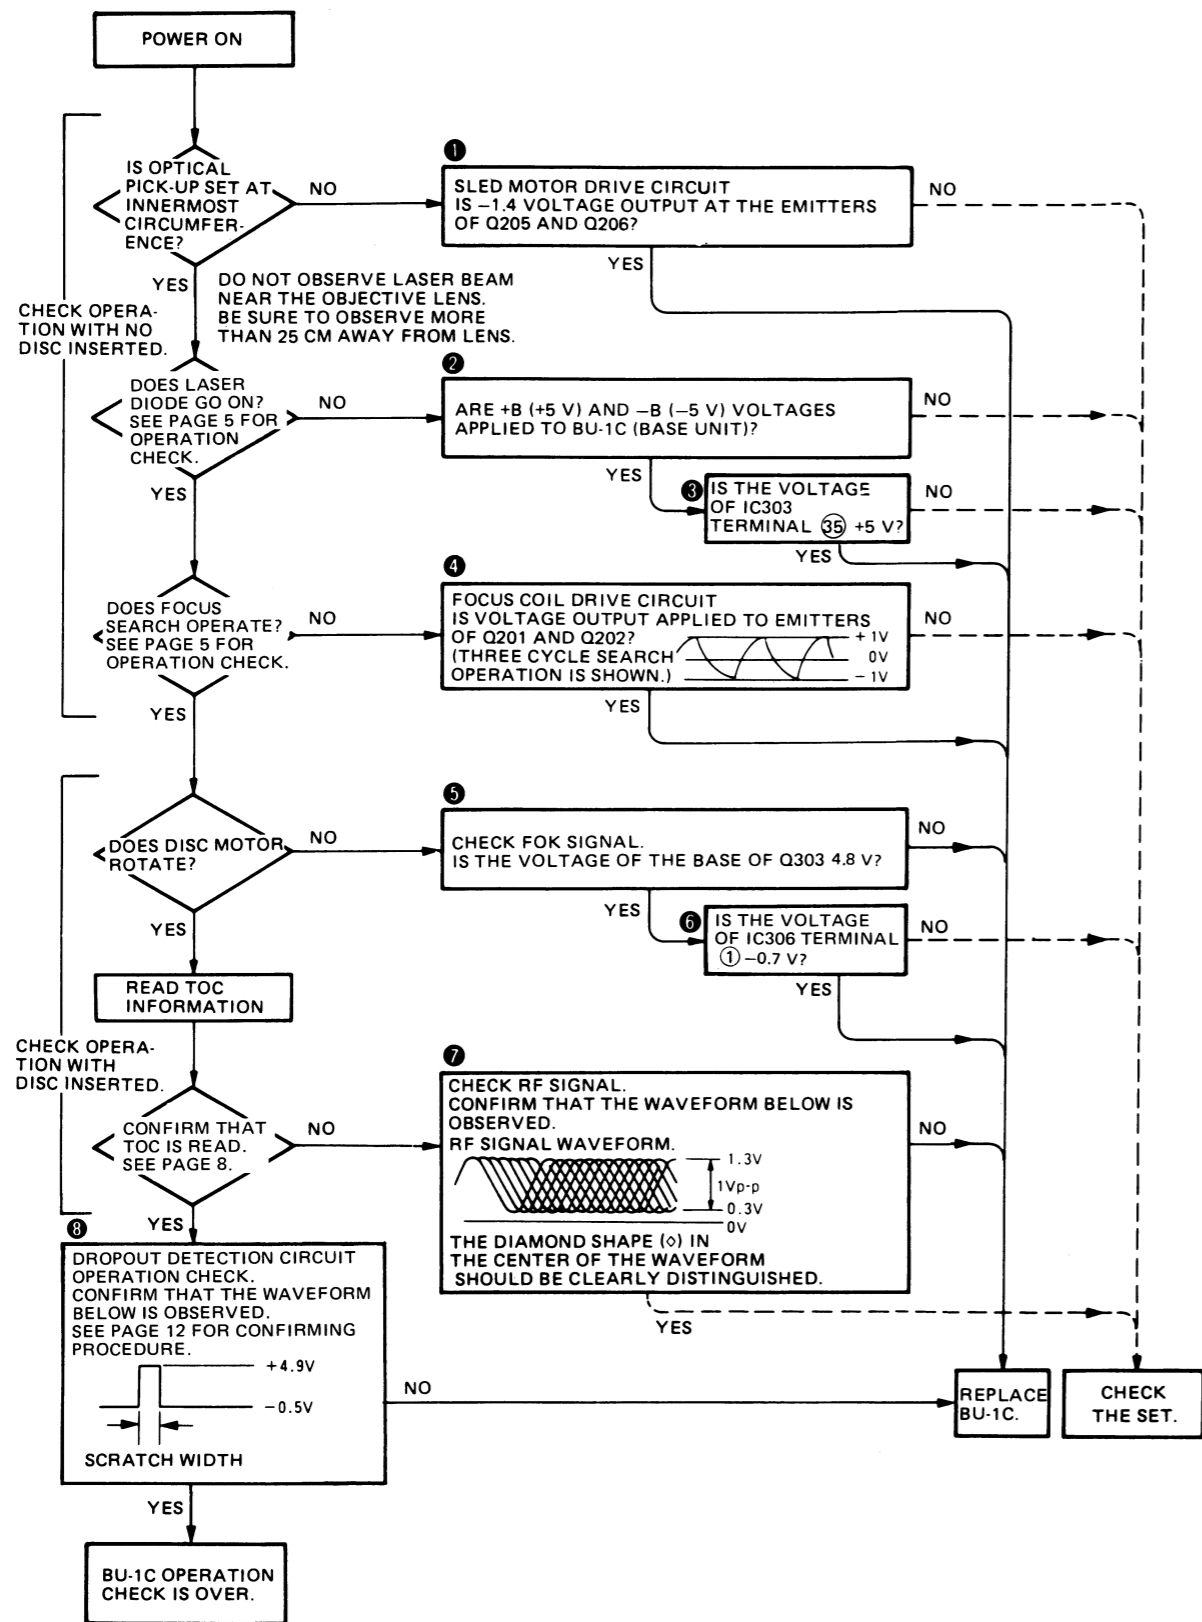 POWER ON
IS OPTICAL
PICK-UP SET AT
INNERMOST
CIRCUMFER-
ENCE?
NO
YES
❶
SLED MOTOR DRIVE CIRCUIT
IS −1.4 VOLTAGE OUTPUT AT THE EMITTERS
OF Q205 AND Q206?
NO
YES
CHECK OPERA-
TION WITH NO
DISC INSERTED.
DO NOT OBSERVE LASER BEAM
NEAR THE OBJECTIVE LENS.
BE SURE TO OBSERVE MORE
THAN 25 CM AWAY FROM LENS.
DOES LASER
DIODE GO ON?
SEE PAGE 5 FOR
OPERATION
CHECK.
NO
YES
❷
ARE +B (+5 V) AND −B (−5 V) VOLTAGES
APPLIED TO BU-1C (BASE UNIT)?
NO
YES
❸
IS THE VOLTAGE
OF IC303
TERMINAL ㉟ +5 V?
NO
YES
DOES FOCUS
SEARCH OPERATE?
SEE PAGE 5 FOR
OPERATION CHECK.
NO
YES
❹
FOCUS COIL DRIVE CIRCUIT
IS VOLTAGE OUTPUT APPLIED TO EMITTERS
OF Q201 AND Q202?
(THREE CYCLE SEARCH
OPERATION IS SHOWN.)
+ 1V
0V
− 1V
NO
YES
DOES DISC MOTOR
ROTATE?
NO
YES
❺
CHECK FOK SIGNAL.
IS THE VOLTAGE OF THE BASE OF Q303 4.8 V?
NO
YES
❻
IS THE VOLTAGE
OF IC306 TERMINAL
① −0.7 V?
NO
YES
READ TOC
INFORMATION
CHECK OPERA-
TION WITH
DISC INSERTED.
CONFIRM THAT
TOC IS READ.
SEE PAGE 8.
NO
YES
❼
CHECK RF SIGNAL.
CONFIRM THAT THE WAVEFORM BELOW IS
OBSERVED.
RF SIGNAL WAVEFORM.
1.3V
1Vp-p
0.3V
0V
THE DIAMOND SHAPE (◇) IN
THE CENTER OF THE WAVEFORM
SHOULD BE CLEARLY DISTINGUISHED.
NO
YES
❽
DROPOUT DETECTION CIRCUIT
OPERATION CHECK.
CONFIRM THAT THE WAVEFORM
BELOW IS OBSERVED.
SEE PAGE 12 FOR CONFIRMING
PROCEDURE.
+4.9V
−0.5V
SCRATCH WIDTH
NO
YES
REPLACE
BU-1C.
CHECK
THE SET.
BU-1C OPERATION
CHECK IS OVER.